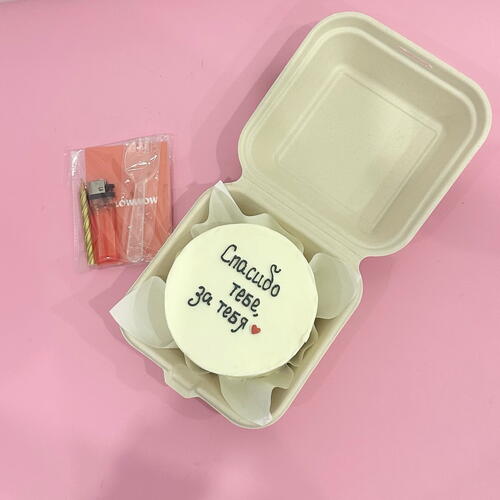 Спасибо
тебе,
за тебя